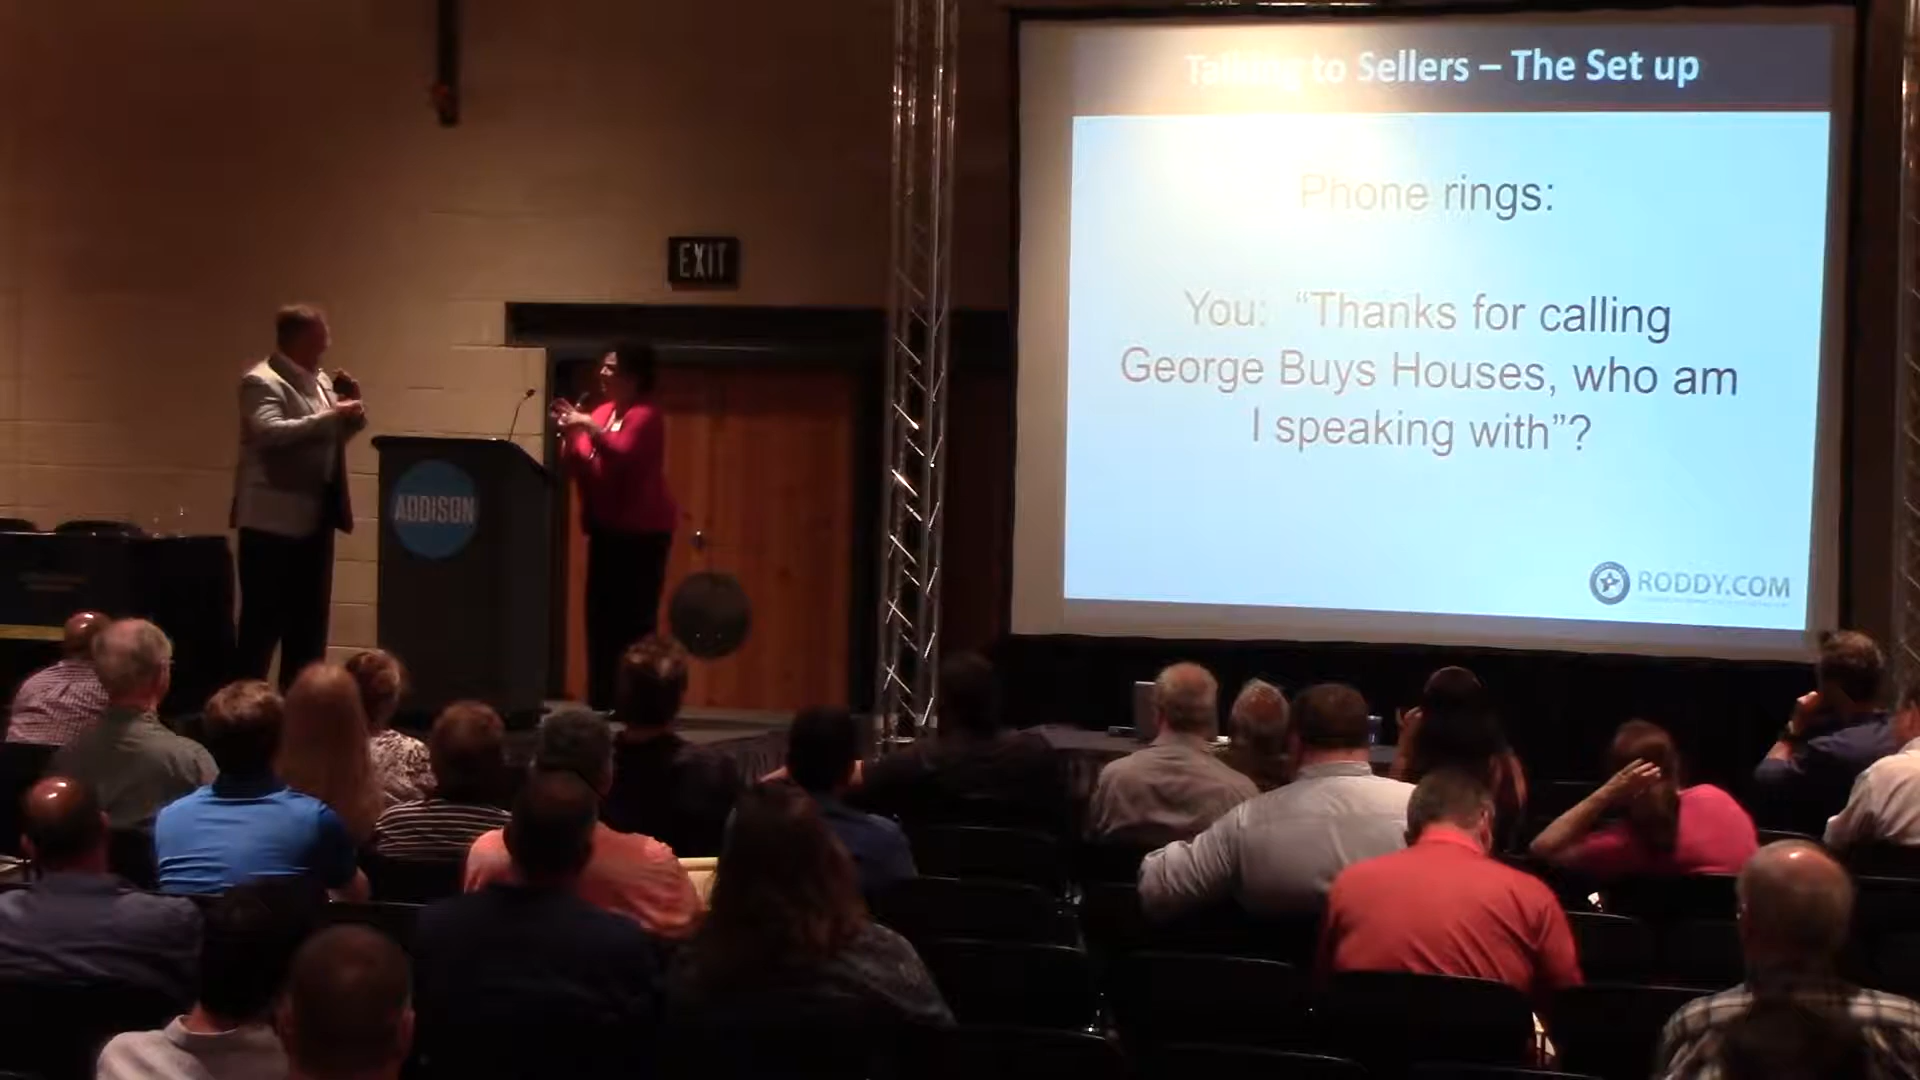 Talking to Sellers – The Set up
Phone rings:
You: “Thanks for calling
George Buys Houses, who am
I speaking with”?
RODDY.COM
EXIT
ADDISON